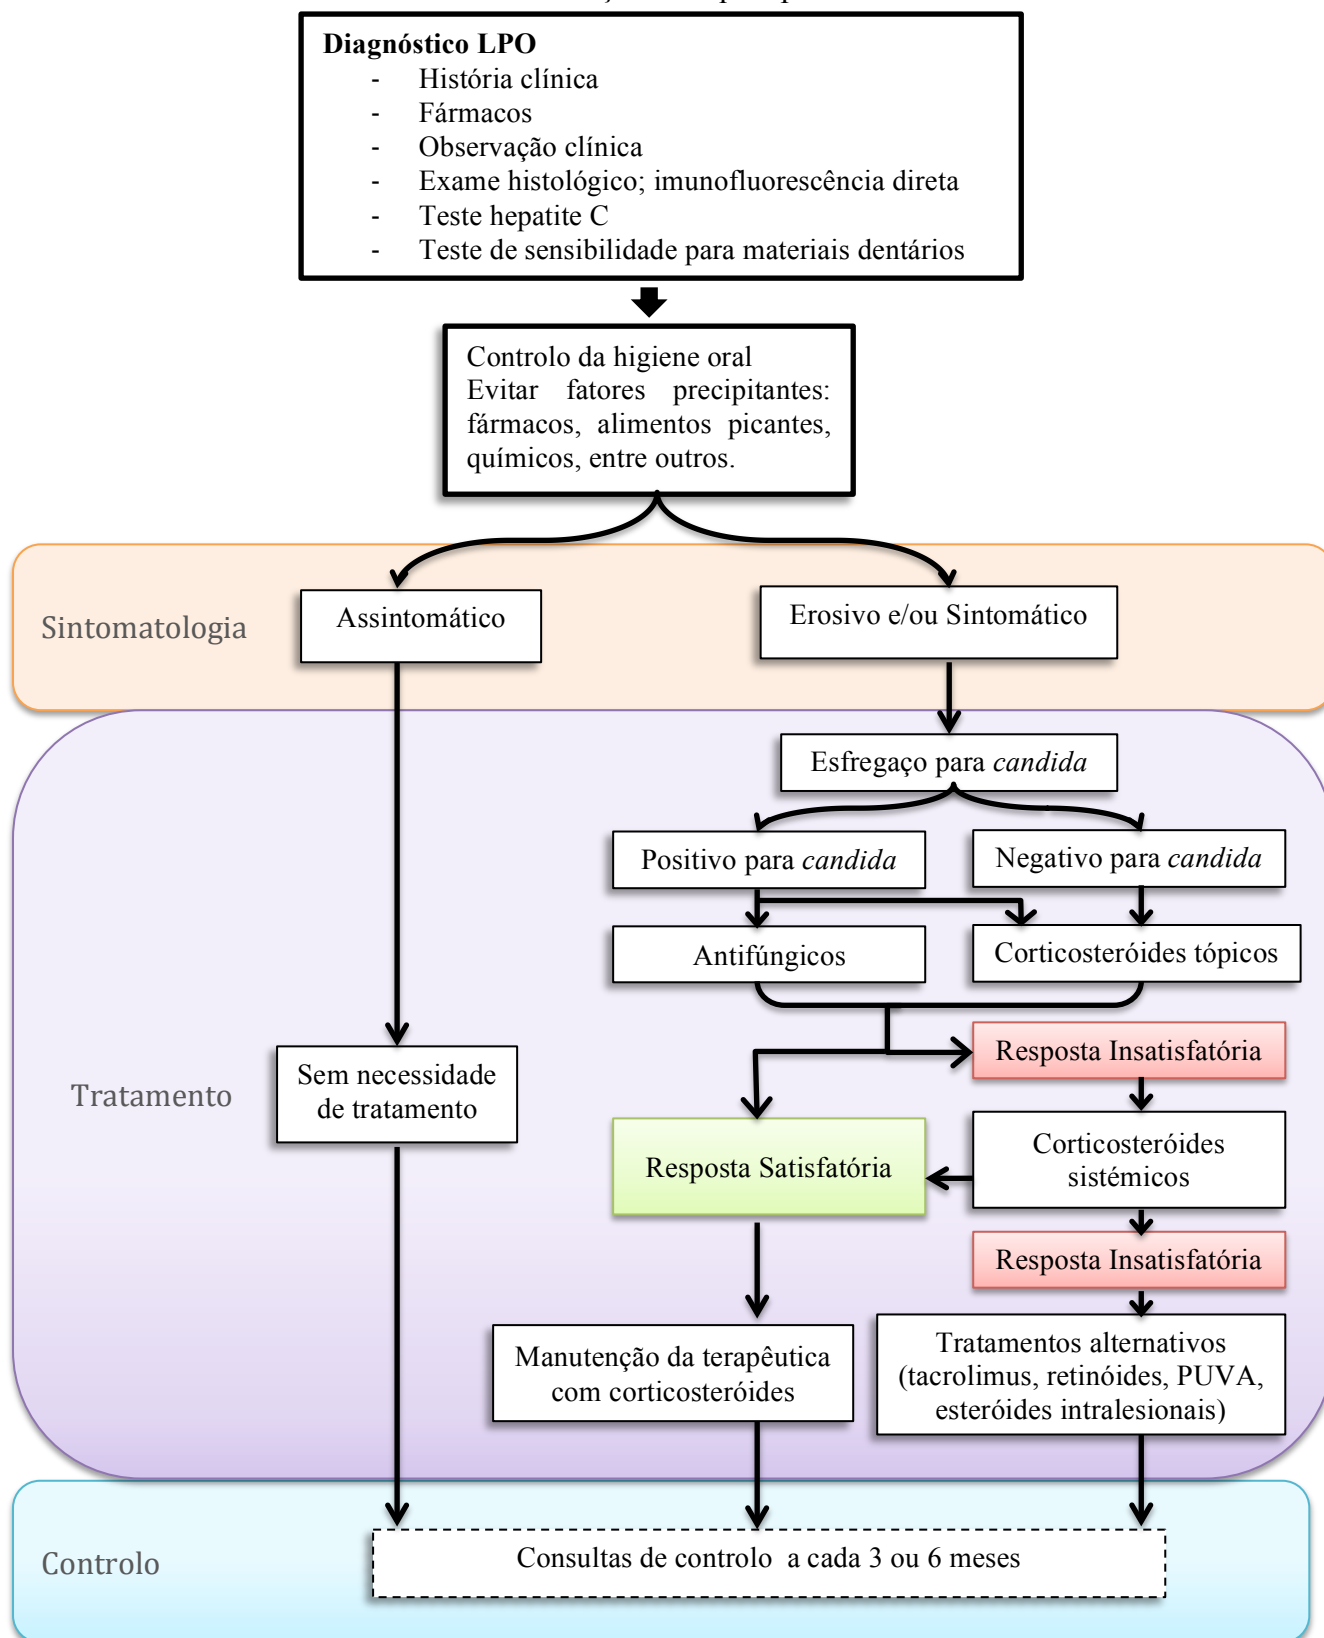 Diagnóstico LPO
- História clínica
- Fármacos
- Observação clínica
- Exame histológico; imunofluorescência direta
- Teste hepatite C
- Teste de sensibilidade para materiais dentários
Controlo da higiene oral
Evitar fatores precipitantes:
fármacos, alimentos picantes,
químicos, entre outros.
Sintomatologia
Assintomático
Erosivo e/ou Sintomático
Esfregaço para candida
Positivo para candida
Negativo para candida
Antifúngicos
Corticosteróides tópicos
Resposta Insatisfatória
Tratamento
Sem necessidade
de tratamento
Resposta Satisfatória
Corticosteróides
sistémicos
Resposta Insatisfatória
Manutenção da terapêutica
com corticosteróides
Tratamentos alternativos
(tacrolimus, retinóides, PUVA,
esteróides intralesionais)
Controlo
Consultas de controlo a cada 3 ou 6 meses